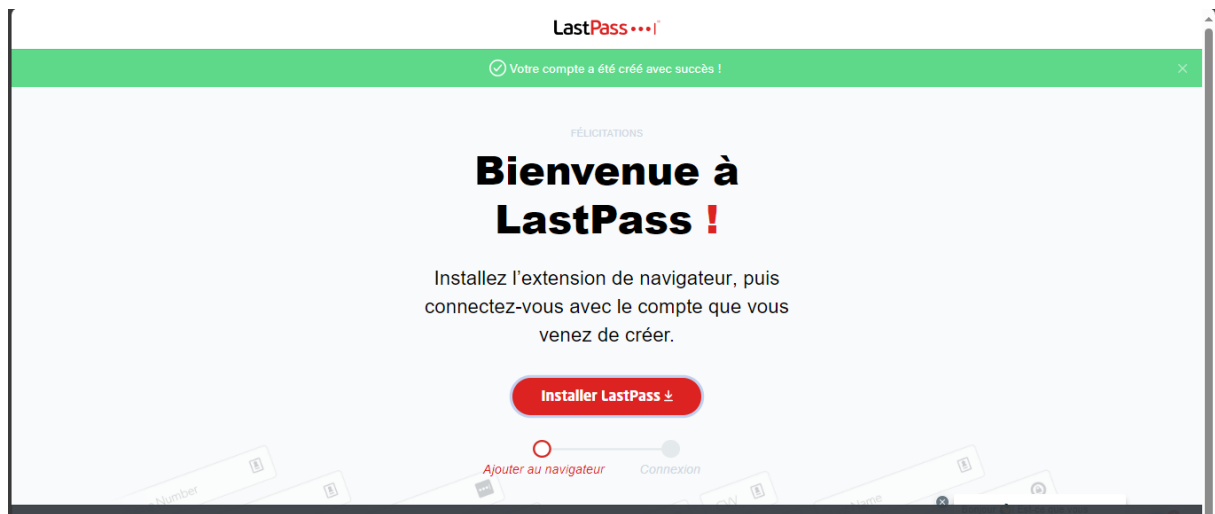 LastPass
Votre compte a été créé avec succès !
FÉLICITATIONS
Bienvenue à
LastPass !
Installez l’extension de navigateur, puis
connectez-vous avec le compte que vous
venez de créer.
Installer LastPass
Ajouter au navigateur
Connexion
Number
CVV
Name